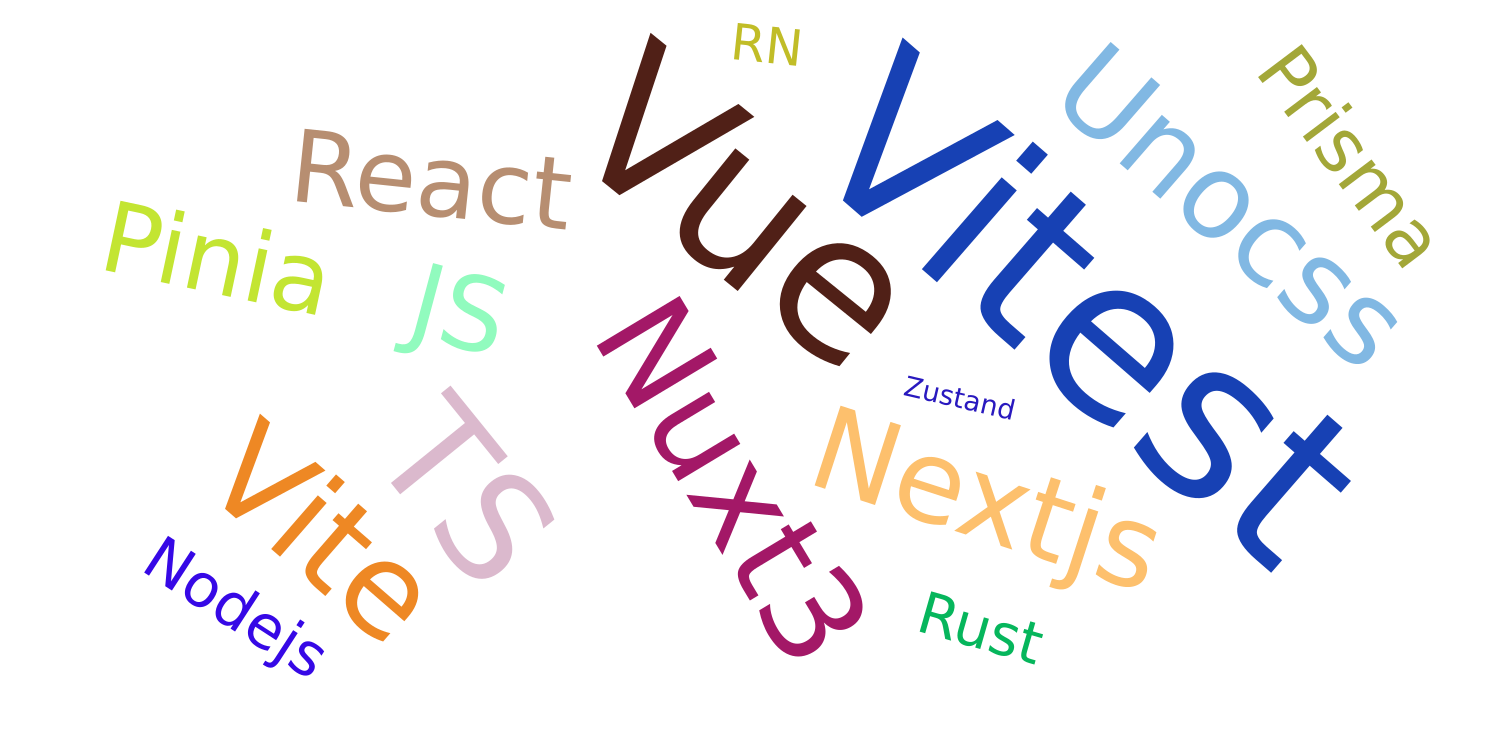 RN
Vue
Vitest
Unocss
Prisma
React
Pinia
JS
Nuxt3
Zustand
TS
Nextjs
Vite
Nodejs
Rust